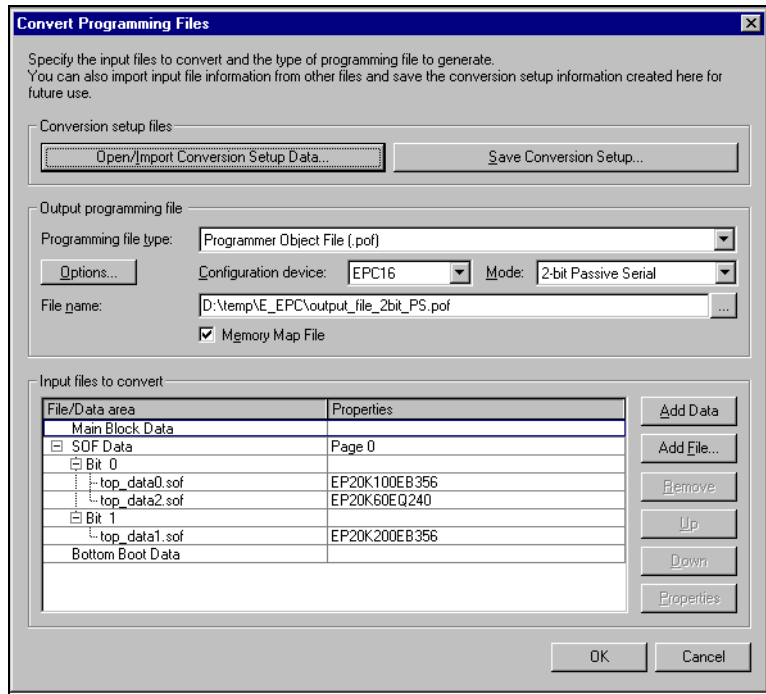 Convert Programming Files
Specify the input files to convert and the type of programming file to generate.
You can also import input file information from other files and save the conversion setup information created here for
future use.
Conversion setup files
Open/Import Conversion Setup Data...
Save Conversion Setup...
Output programming file
Programming file type:
Programmer Object File (.pof)
Options...
Configuration device:
EPC16
Mode:
2-bit Passive Serial
File name:
D:\temp\E_EPC\output_file_2bit_PS.pof
...
Memory Map File
Input files to convert
File/Data area
Properties
Add Data
Main Block Data
SOF Data
Page 0
Add File...
Bit 0
top_data0.sof
EP20K100EB356
Remove
top_data2.sof
EP20K60EQ240
Bit 1
Up
top_data1.sof
EP20K200EB356
Bottom Boot Data
Down
Properties
OK
Cancel